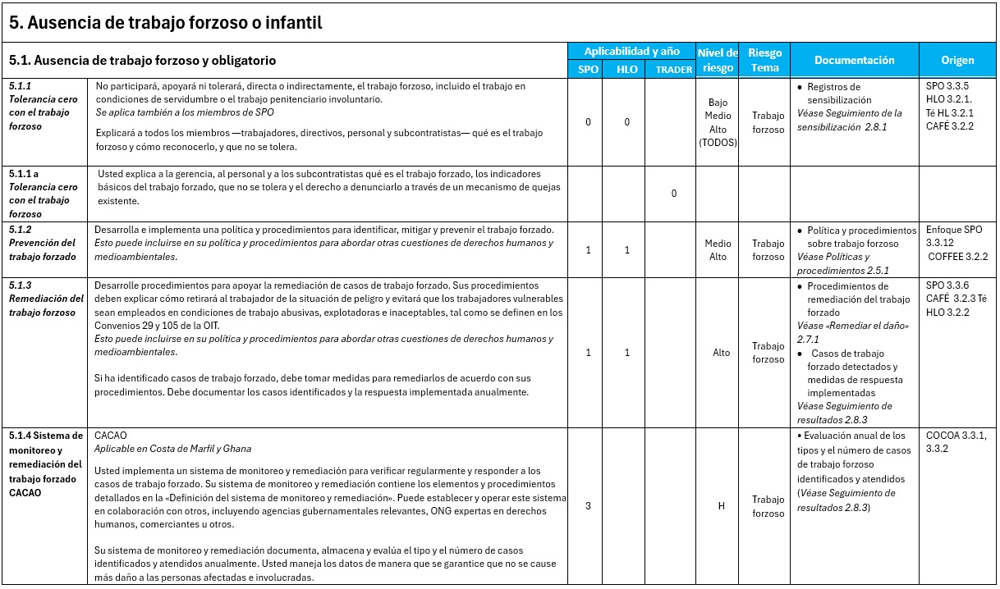 5. Ausencia de trabajo forzoso o infantil
5.1. Ausencia de trabajo forzoso y obligatorio
Aplicabilidad y año
SPO
HLO
TRADER
Nivel de
riesgo
Riesgo
Tema
Documentación
Origen
5.1.1
Tolerancia cero
con el trabajo
forzoso
No participará, apoyará ni tolerará, directa o indirectamente, el trabajo forzoso, incluido el trabajo en
condiciones de servidumbre o el trabajo penitenciario involuntario.
Se aplica también a los miembros de SPO
Explicará a todos los miembros —trabajadores, directivos, personal y subcontratistas— qué es el trabajo
forzoso y cómo reconocerlo, y que no se tolera.
0
0
Bajo
Medio
Alto
(TODOS)
Trabajo
forzoso
• Registros de
sensibilización
Véase Seguimiento de la
sensibilización 2.8.1
SPO 3.3.5
HLO 3.2.1.
Té HL 3.2.1
CAFÉ 3.2.2
5.1.1 a
Tolerancia cero
con el trabajo
forzoso
Usted explica a la gerencia, al personal y a los subcontratistas qué es el trabajo forzado, los indicadores
básicos del trabajo forzado, que no se tolera y el derecho a denunciarlo a través de un mecanismo de quejas
existente.
0
5.1.2
Prevención del
trabajo forzado
Desarrolla e implementa una política y procedimientos para identificar, mitigar y prevenir el trabajo forzado.
Esto puede incluirse en su política y procedimientos para abordar otras cuestiones de derechos humanos y
medioambientales.
1
1
Medio
Alto
Trabajo
forzoso
• Política y procedimientos
sobre trabajo forzoso
Véase Políticas y
procedimientos 2.5.1
Enfoque SPO
3.3.12
COFFEE 3.2.2
5.1.3
Remediación del
trabajo forzoso
Desarrolle procedimientos para apoyar la remediación de casos de trabajo forzado. Sus procedimientos
deben explicar cómo retirará al trabajador de la situación de peligro y evitará que los trabajadores vulnerables
sean empleados en condiciones de trabajo abusivas, explotadoras e inaceptables, tal como se definen en los
Convenios 29 y 105 de la OIT.
Esto puede incluirse en su política y procedimientos para abordar otras cuestiones de derechos humanos y
medioambientales.
Si ha identificado casos de trabajo forzado, debe tomar medidas para remediarlos de acuerdo con sus
procedimientos. Debe documentar los casos identificados y la respuesta implementada anualmente.
1
1
Alto
Trabajo
forzoso
• Procedimientos de
remediación del trabajo
forzado
Véase «Remediar el daño»
2.7.1
• Casos de trabajo
forzado detectados y
medidas de respuesta
implementadas
Véase Seguimiento de
resultados 2.8.3
SPO 3.3.6
CAFÉ 3.2.3 Té
HLO 3.2.2
5.1.4 Sistema de
monitoreo y
remediación del
trabajo forzado
CACAO
CACAO
Aplicable en Costa de Marfil y Ghana
Usted implementa un sistema de monitoreo y remediación para verificar regularmente y responder a los
casos de trabajo forzado. Su sistema de monitoreo y remediación contiene los elementos y procedimientos
detallados en la «Definición del sistema de monitoreo y remediación». Puede establecer y operar este sistema
en colaboración con otros, incluyendo agencias gubernamentales relevantes, ONG expertas en derechos
humanos, comerciantes u otros.
Su sistema de monitoreo y remediación documenta, almacena y evalúa el tipo y el número de casos
identificados y atendidos anualmente. Usted maneja los datos de manera que se garantice que no se cause
más daño a las personas afectadas e involucradas.
3
H
Trabajo
forzoso
• Evaluación anual de los
tipos y el número de casos
de trabajo forzoso
identificados y atendidos
(Véase Seguimiento de
resultados 2.8.3)
COCOA 3.3.1,
3.3.2